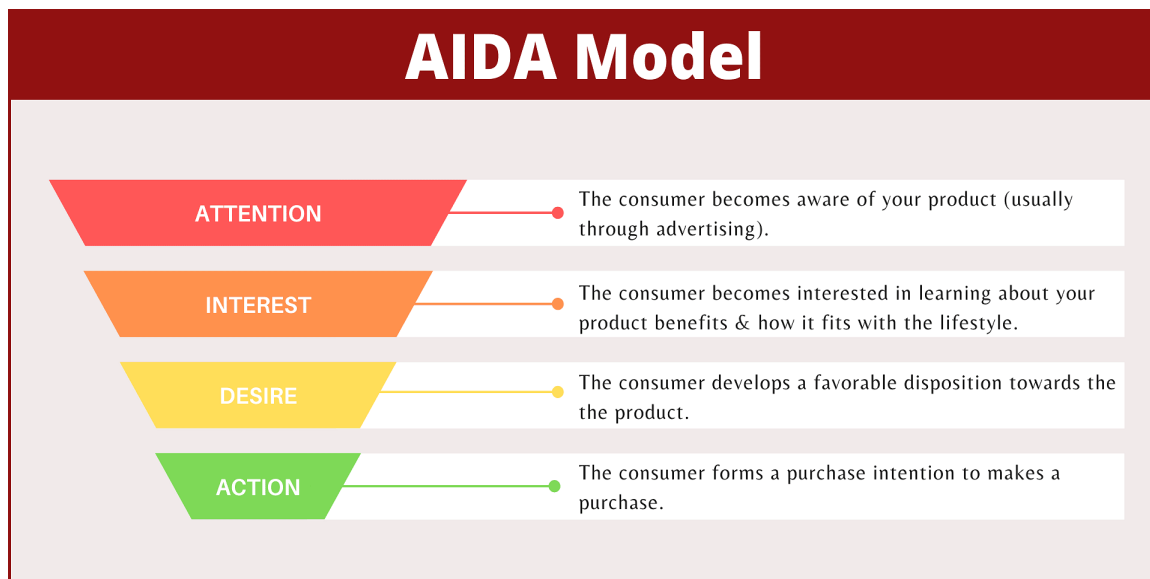 AIDA Model
ATTENTION
The consumer becomes aware of your product (usually
through advertising).
INTEREST
The consumer becomes interested in learning about your
product benefits & how it fits with the lifestyle.
DESIRE
The consumer develops a favorable disposition towards the
the product.
ACTION
The consumer forms a purchase intention to makes a
purchase.